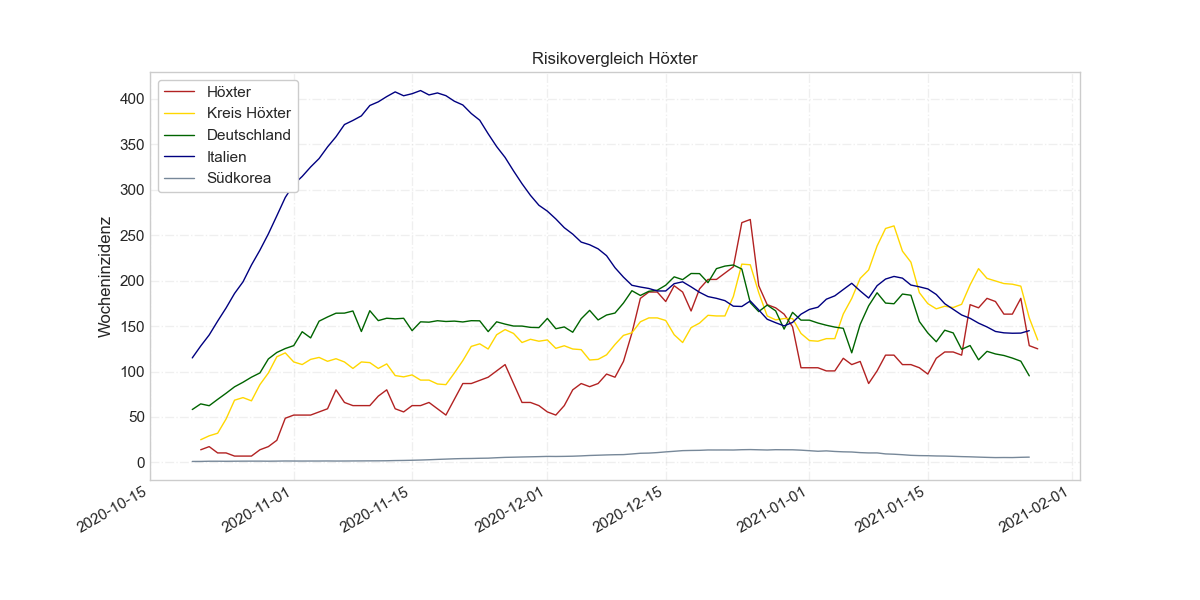 Risikovergleich Höxter
Höxter
Kreis Höxter
Deutschland
Italien
Südkorea
Wocheninzidenz
400
350
300
250
200
150
100
50
0
2020-10-15
2020-11-01
2020-11-15
2020-12-01
2020-12-15
2021-01-01
2021-01-15
2021-02-01